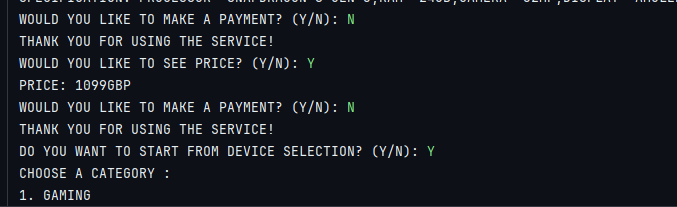 WOULD YOU LIKE TO MAKE A PAYMENT? (Y/N): N
THANK YOU FOR USING THE SERVICE!
WOULD YOU LIKE TO SEE PRICE? (Y/N): Y
PRICE: 1099GBP
WOULD YOU LIKE TO MAKE A PAYMENT? (Y/N): N
THANK YOU FOR USING THE SERVICE!
DO YOU WANT TO START FROM DEVICE SELECTION? (Y/N): Y
CHOOSE A CATEGORY :
1. GAMING